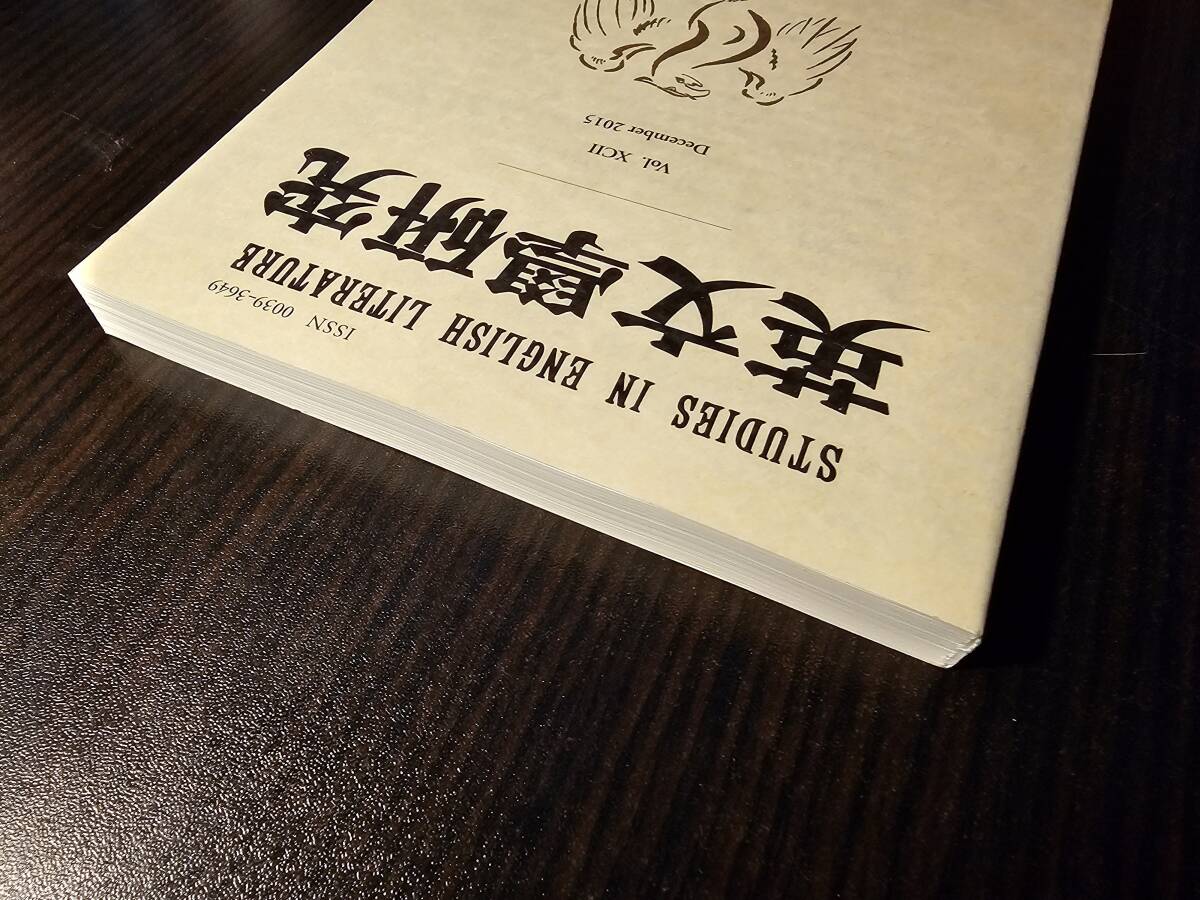 ISSN 0039-3649
STUDIES IN ENGLISH LITERATURE
英文學研究
Vol. XCII
December 2015